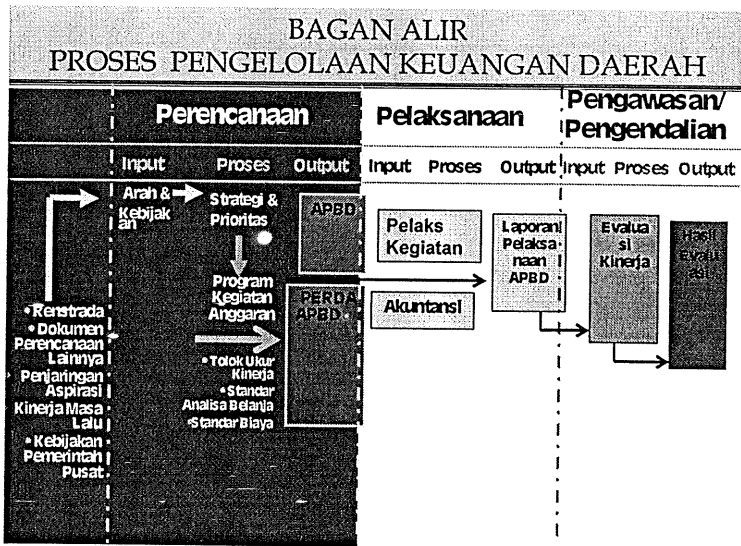 BAGAN ALIR
PROSES PENGELOLAAN KEUANGAN DAERAH
Perencanaan
Pelaksanaan
Pengawasan/
Pengendalian
Input Proses Output
Input Proses Output
Input Proses Output
Arah &
Kebijak
an
Strategi &
Prioritas
APBD
Program
Kegiatan
Anggaran
PERDA
APBD
• Renstrada
• Dokumen
Perencanaan
Lainnya
Penjaringan
Aspirasi
Kinerja Masa
Lalu
• Kebijakan
Pemerintah
Pusat
• Tolok Ukur
Kinerja
• Standar
Analisa Belanja
• Standar Biaya
Pelaks
Kegiatan
Akuntansi
Laporan
Pelaksa
naan
APBD
Evalua
si
Kinerja
Hasil
Evalu
asi